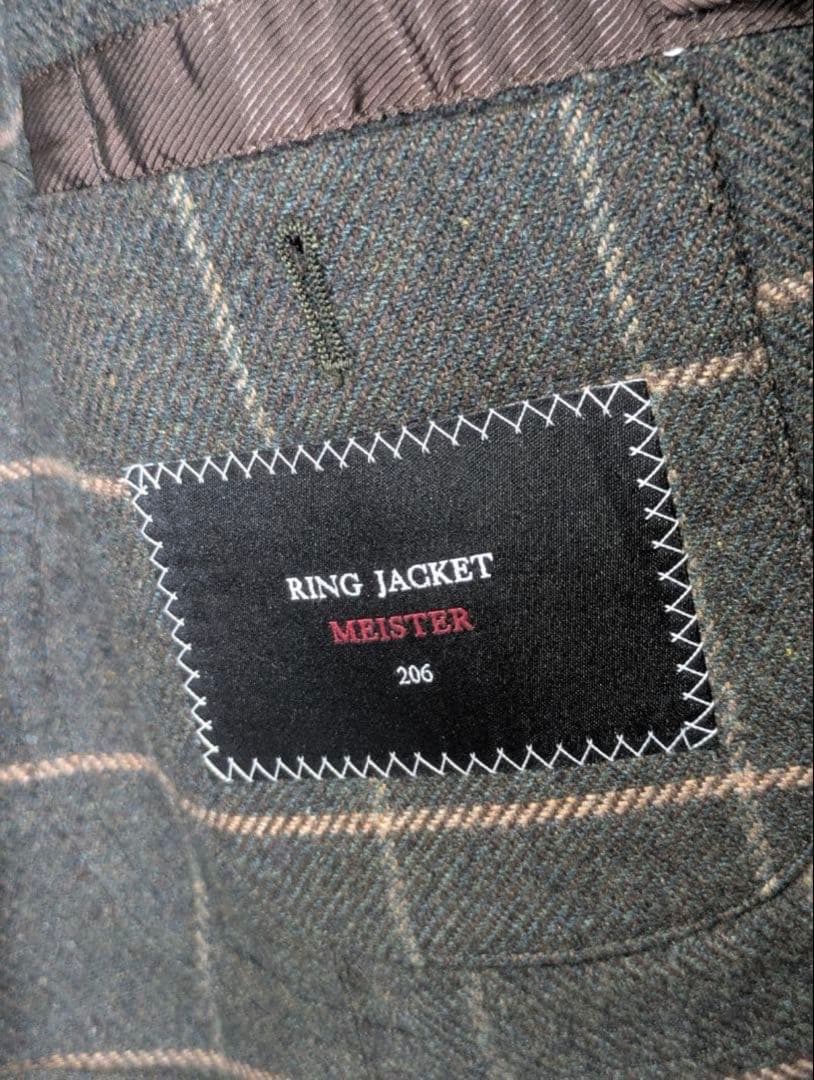 RING JACKET
MEISTER
206